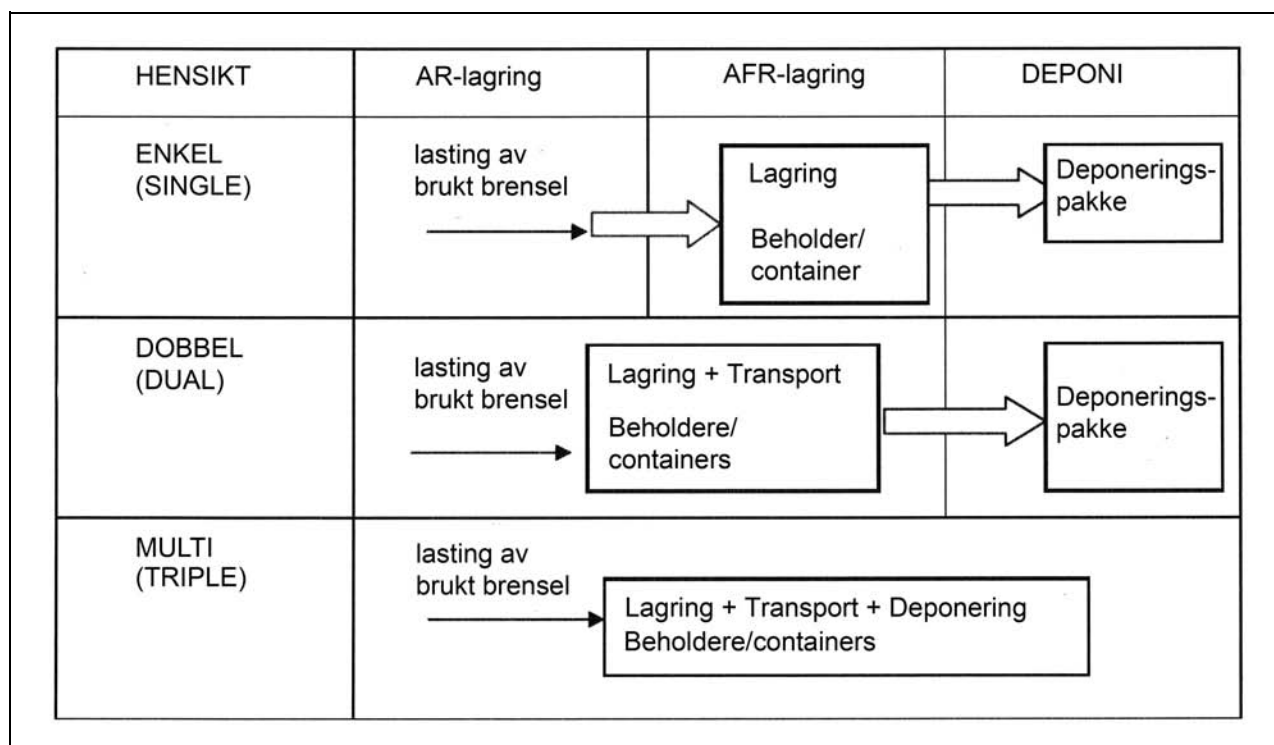 HENSIKT
AR-lagring
AFR-lagring
DEPONI
ENKEL
(SINGLE)
lasting av
brukt brensel
Lagring
Beholder/
container
Deponerings-
pakke
DOBBEL
(DUAL)
lasting av
brukt brensel
Lagring + Transport
Beholdere/
containers
Deponerings-
pakke
MULTI
(TRIPLE)
lasting av
brukt brensel
Lagring + Transport + Deponering
Beholdere/containers